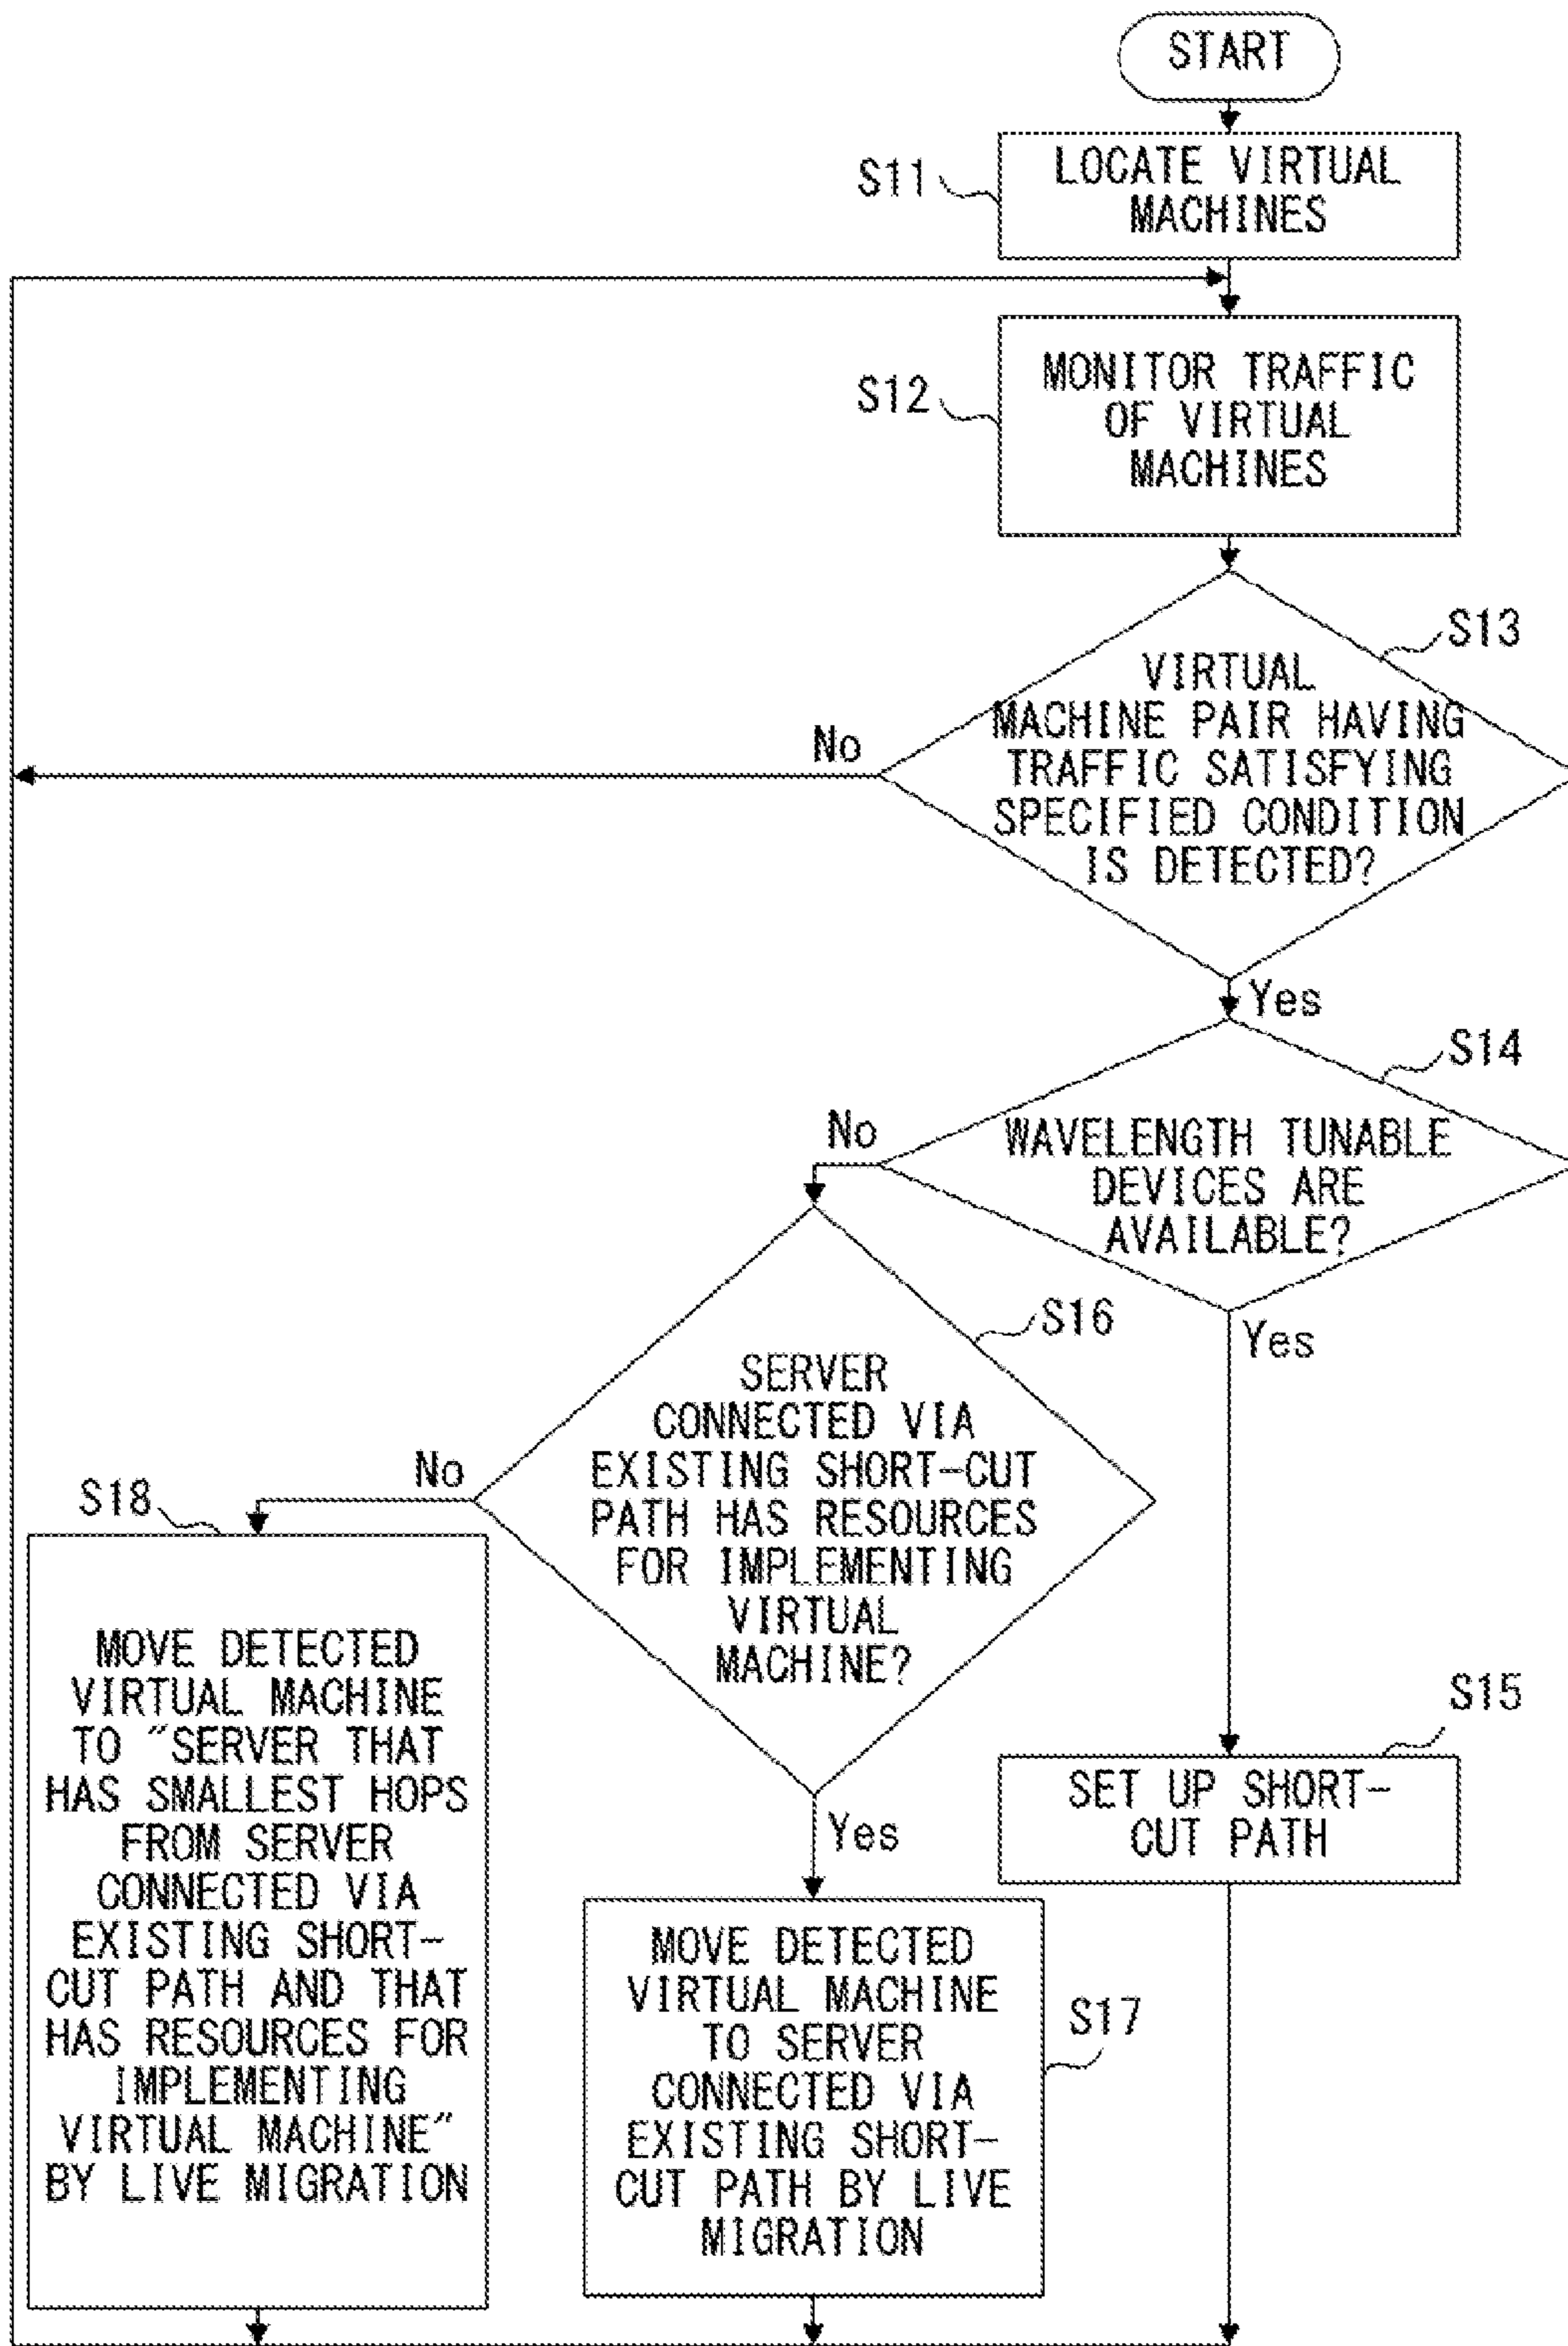 START
S11
LOCATE VIRTUAL
MACHINES
S12
MONITOR TRAFFIC
OF VIRTUAL
MACHINES
S13
VIRTUAL
MACHINE PAIR HAVING
TRAFFIC SATISFYING
SPECIFIED CONDITION
IS DETECTED?
No
Yes
S14
WAVELENGTH TUNABLE
DEVICES ARE
AVAILABLE?
No
Yes
S16
SERVER
CONNECTED VIA
EXISTING SHORT-CUT
PATH HAS RESOURCES
FOR IMPLEMENTING
VIRTUAL
MACHINE?
No
Yes
S18
MOVE DETECTED
VIRTUAL MACHINE
TO "SERVER THAT
HAS SMALLEST HOPS
FROM SERVER
CONNECTED VIA
EXISTING SHORT-
CUT PATH AND THAT
HAS RESOURCES FOR
IMPLEMENTING
VIRTUAL MACHINE"
BY LIVE MIGRATION
S17
MOVE DETECTED
VIRTUAL MACHINE
TO SERVER
CONNECTED VIA
EXISTING SHORT-
CUT PATH BY LIVE
MIGRATION
S15
SET UP SHORT-
CUT PATH